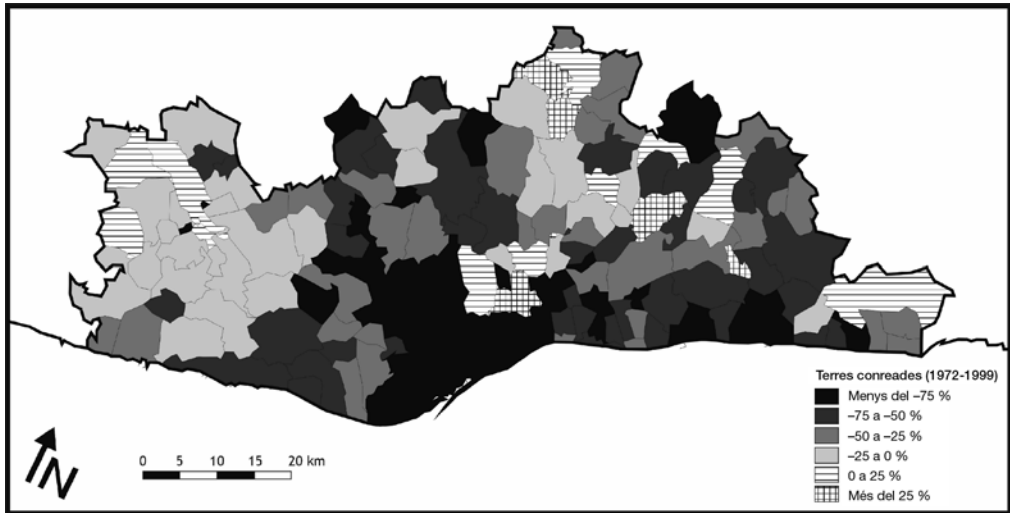 Terres conreades (1972-1999)
Menys del –75 %
–75 a –50 %
–50 a –25 %
–25 a 0 %
0 a 25 %
Més del 25 %
0 5 10 15 20 km
N